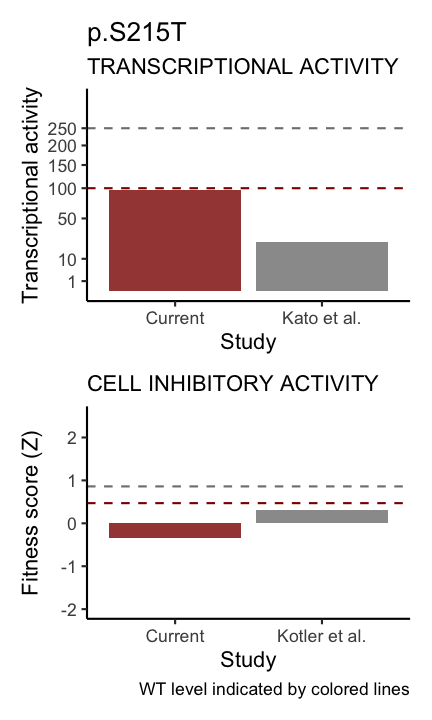 p.S215T
TRANSCRIPTIONAL ACTIVITY
Transcriptional activity
250
200
150
100
50
10
1
Current
Kato et al.
Study
CELL INHIBITORY ACTIVITY
Fitness score (Z)
2
1
0
-1
-2
Current
Kotler et al.
Study
WT level indicated by colored lines